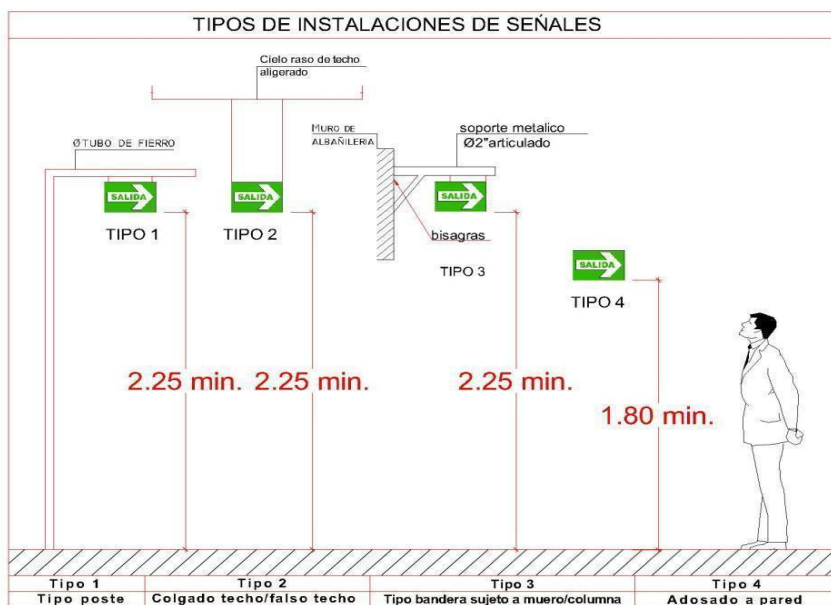 TIPOS DE INSTALACIONES DE SEÑALES
Cielo raso de techo
aligerado
MURO DE
ALBAÑILERIA
soporte metalico
Ø2"articulado
ØTUBO DE FIERRO
SALIDA
SALIDA
SALIDA
TIPO 1
TIPO 2
bisagras
TIPO 3
SALIDA
TIPO 4
2.25 min.
2.25 min.
2.25 min.
1.80 min.
Tipo 1
Tipo 2
Tipo 3
Tipo 4
Tipo poste
Colgado techo/falso techo
Tipo bandera sujeto a muero/columna
Adosado a pared